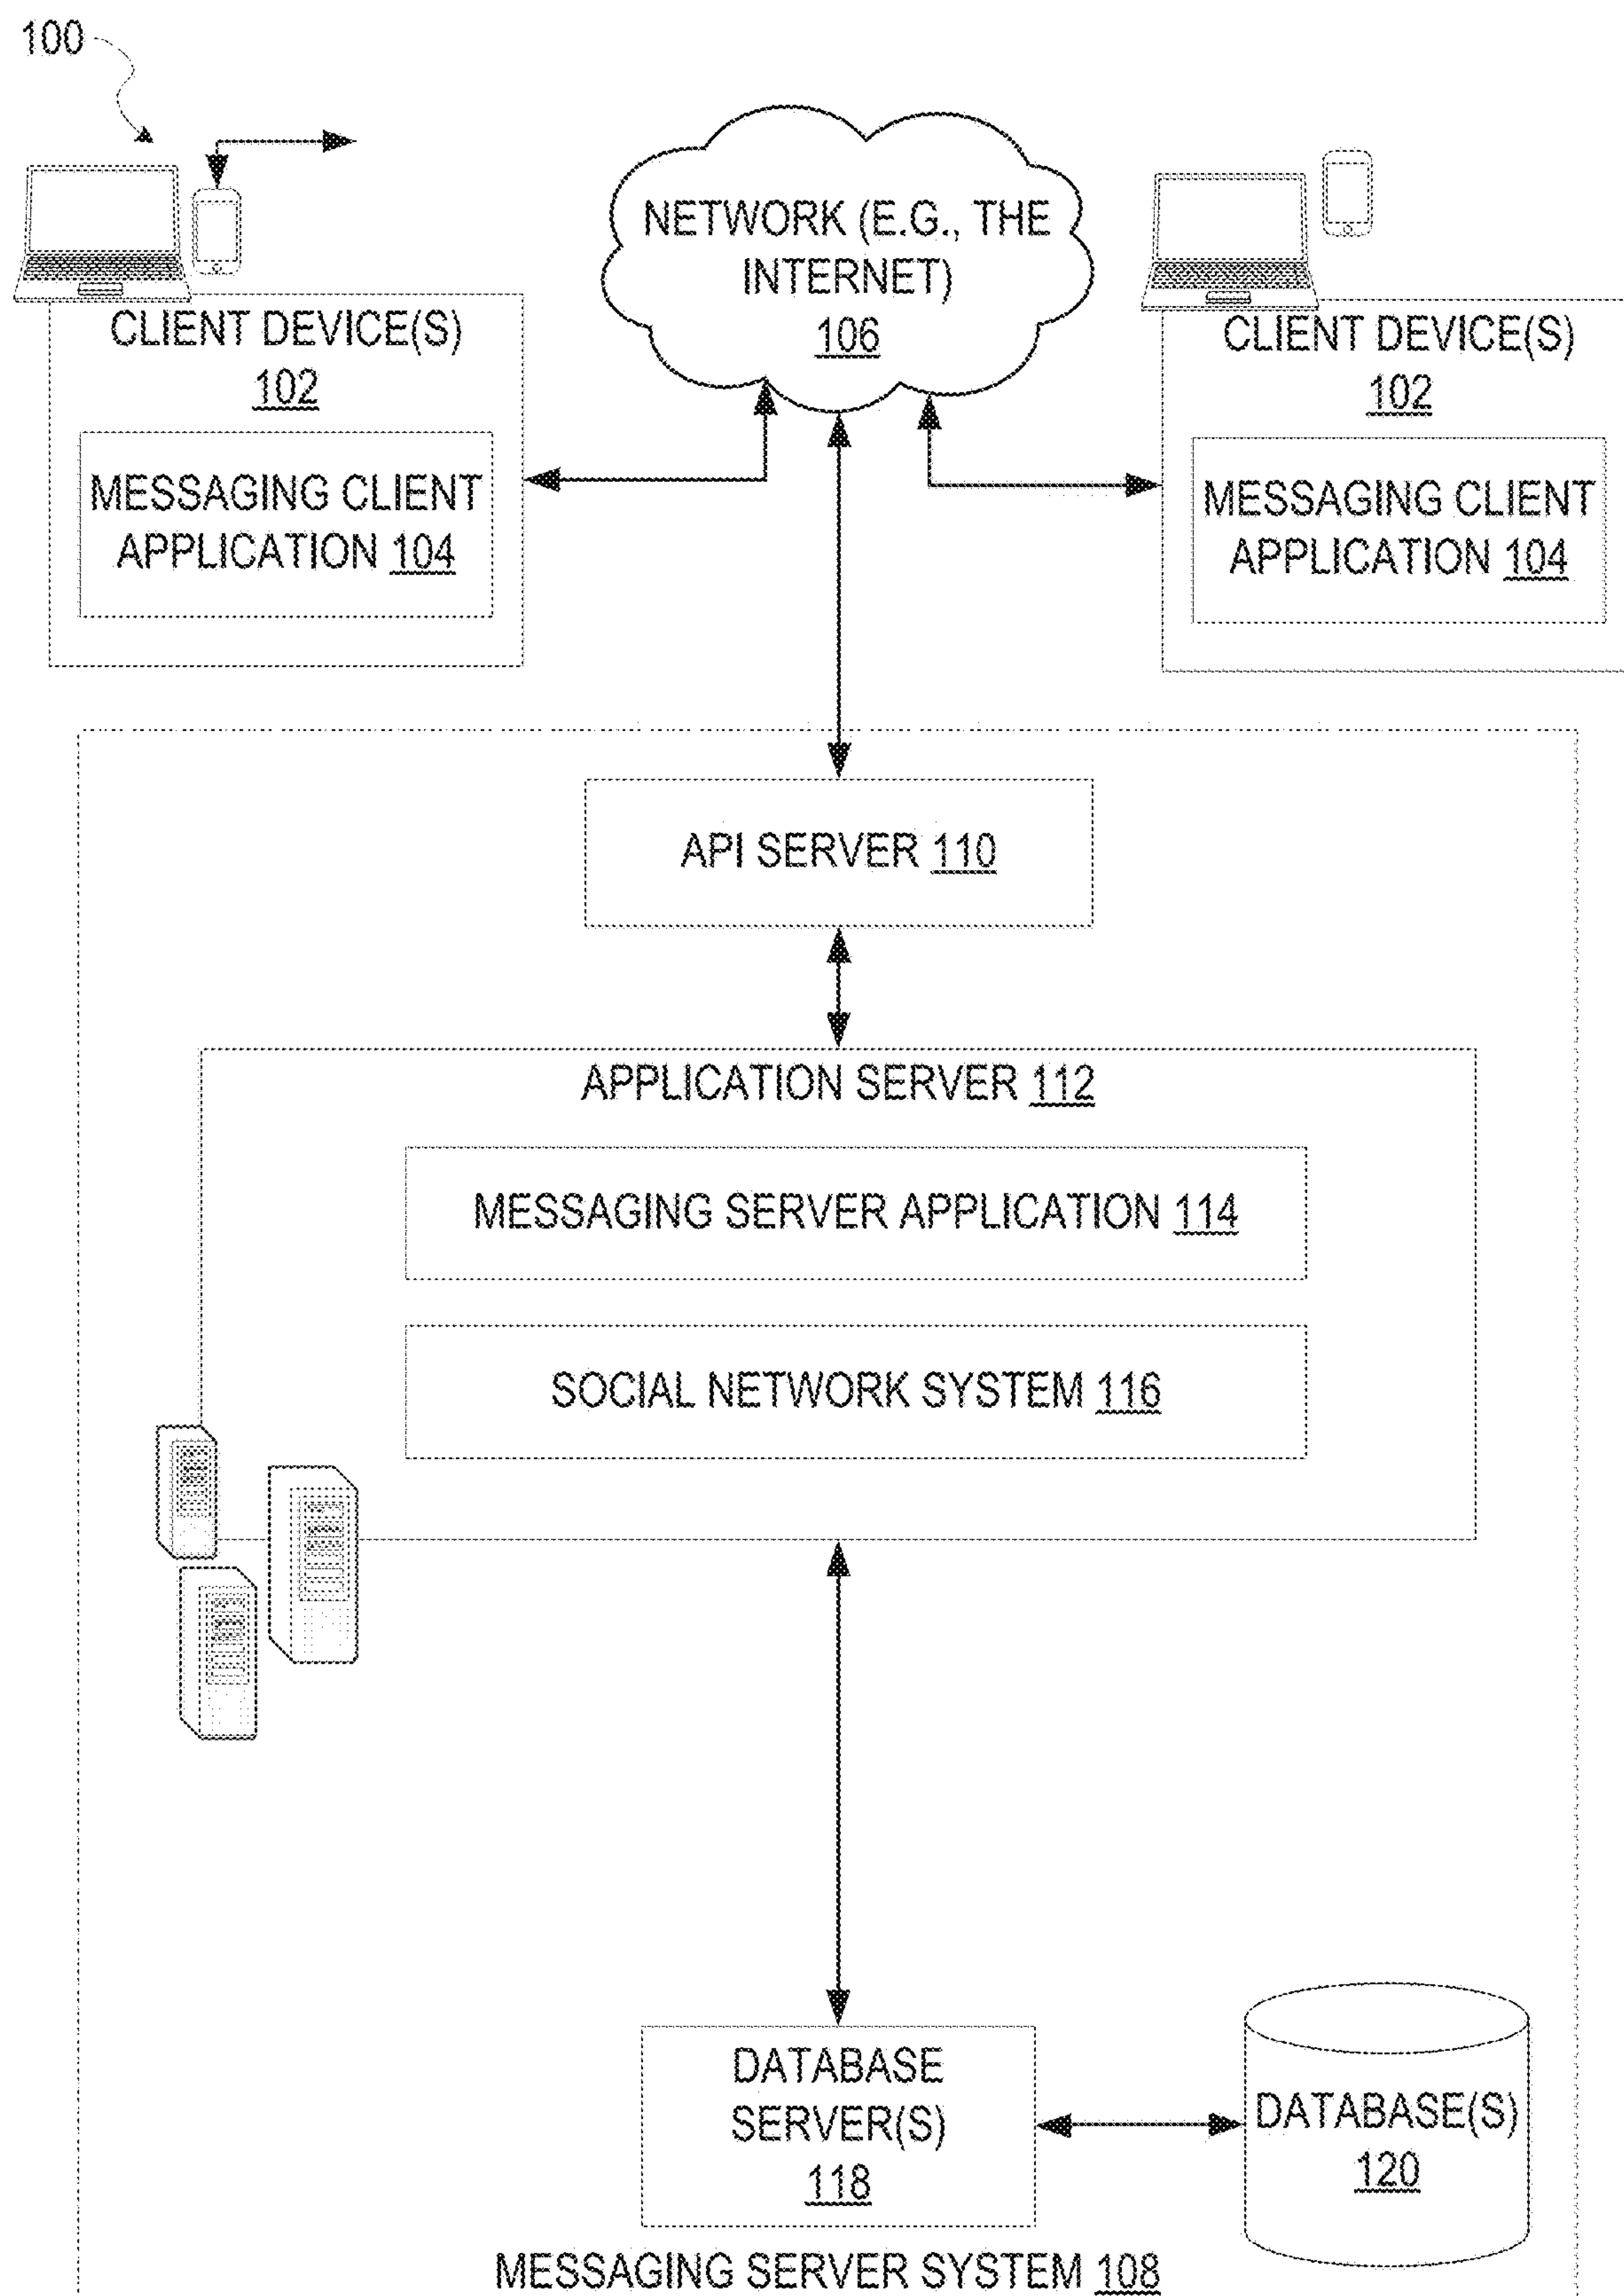 100
NETWORK (E.G., THE
INTERNET)
106
CLIENT DEVICE(S)
102
MESSAGING CLIENT
APPLICATION 104
CLIENT DEVICE(S)
102
MESSAGING CLIENT
APPLICATION 104
API SERVER 110
APPLICATION SERVER 112
MESSAGING SERVER APPLICATION 114
SOCIAL NETWORK SYSTEM 116
DATABASE
SERVER(S)
118
DATABASE(S)
120
MESSAGING SERVER SYSTEM 108